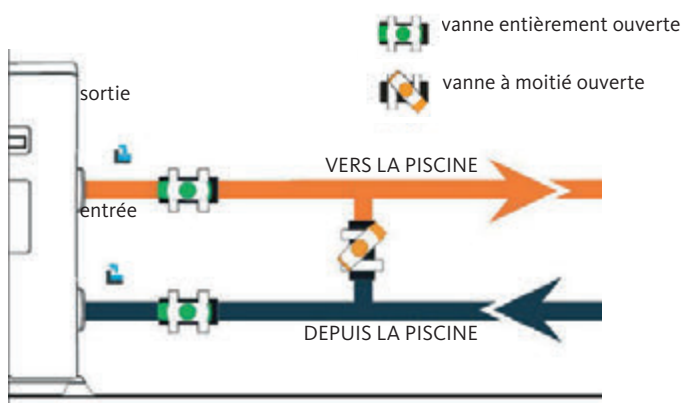 vanne entièrement ouverte
vanne à moitié ouverte
sortie
VERS LA PISCINE
entrée
DEPUIS LA PISCINE